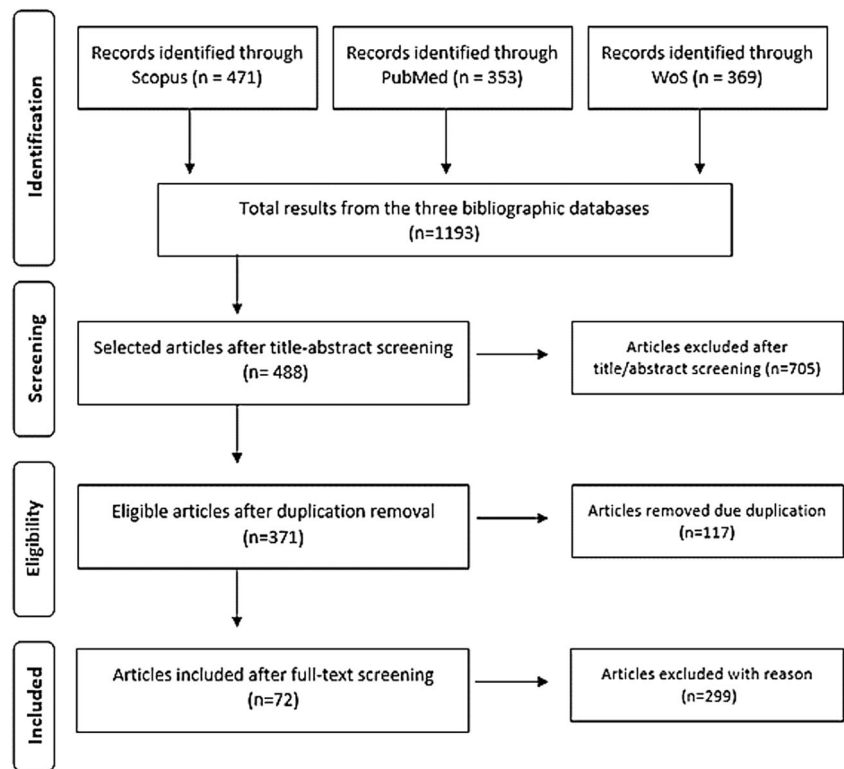 Identification
Records identified through
Scopus (n = 471)
Records identified through
PubMed (n = 353)
Records identified through
WoS (n = 369)
Total results from the three bibliographic databases
(n=1193)
Screening
Selected articles after title-abstract screening
(n= 488)
Articles excluded after
title/abstract screening (n=705)
Eligibility
Eligible articles after duplication removal
(n=371)
Articles removed due duplication
(n=117)
Included
Articles included after full-text screening
(n=72)
Articles excluded with reason
(n=299)